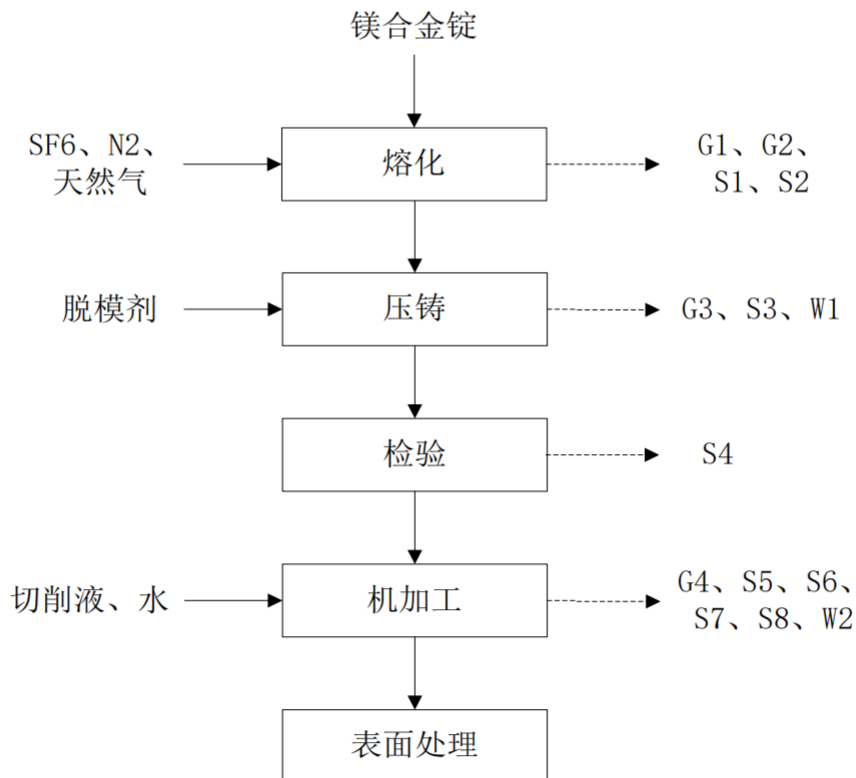 镁合金锭
SF6、N2、
天然气
熔化
G1、G2、
S1、S2
脱模剂
压铸
G3、S3、W1
检验
S4
切削液、水
机加工
G4、S5、S6、
S7、S8、W2
表面处理